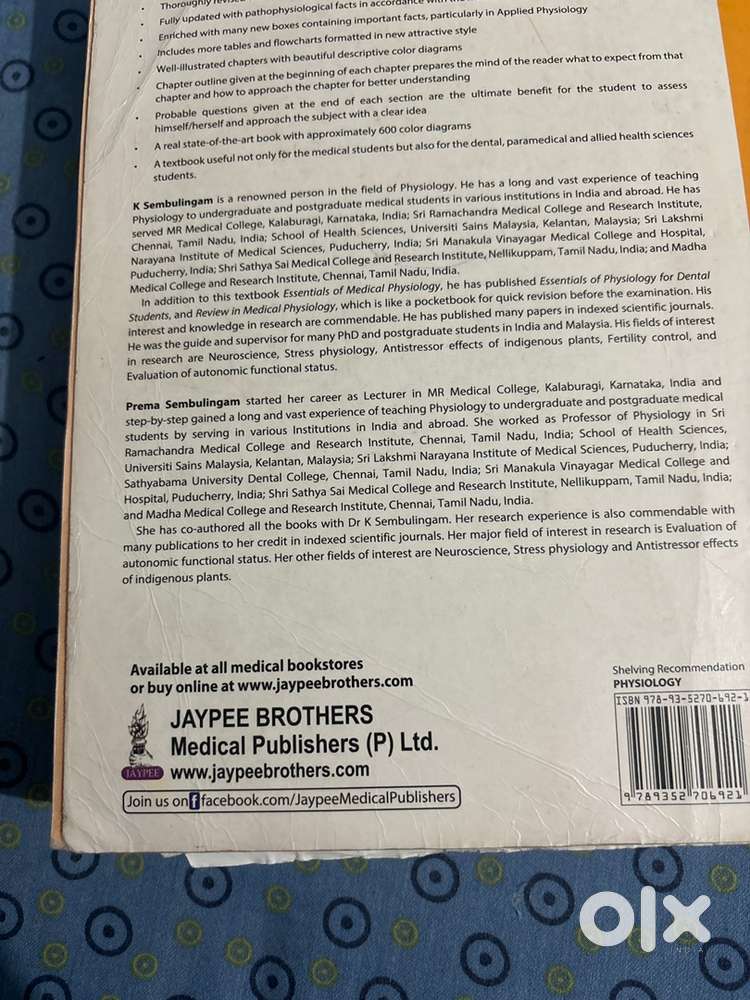 • Thoroughly revised
• Fully updated with pathophysiological facts in accordance with
• Enriched with many new boxes containing important facts, particularly in Applied Physiology
• Includes more tables and flowcharts formatted in new attractive style
• Well-illustrated chapters with beautiful descriptive color diagrams
• Chapter outline given at the beginning of each chapter prepares the mind of the reader what to expect from that
chapter and how to approach the chapter for better understanding
• Probable questions given at the end of each section are the ultimate benefit for the student to assess
himself/herself and approach the subject with a clear idea
• A real state-of-the-art book with approximately 600 color diagrams
• A textbook useful not only for the medical students but also for the dental, paramedical and allied health sciences
students.
K Sembulingam is a renowned person in the field of Physiology. He has a long and vast experience of teaching
Physiology to undergraduate and postgraduate medical students in various institutions in India and abroad. He has
served MR Medical College, Kalaburagi, Karnataka, India; Sri Ramachandra Medical College and Research Institute,
Chennai, Tamil Nadu, India; School of Health Sciences, Universiti Sains Malaysia, Kelantan, Malaysia; Sri Lakshmi
Narayana Institute of Medical Sciences, Puducherry, India; Sri Manakula Vinayagar Medical College and Hospital,
Puducherry, India; Shri Sathya Sai Medical College and Research Institute, Nellikuppam, Tamil Nadu, India; and Madha
Medical College and Research Institute, Chennai, Tamil Nadu, India.
In addition to this textbook Essentials of Medical Physiology, he has published Essentials of Physiology for Dental
Students, and Review in Medical Physiology, which is like a pocketbook for quick revision before the examination. His
interest and knowledge in research are commendable. He has published many papers in indexed scientific journals.
He was the guide and supervisor for many PhD and postgraduate students in India and Malaysia. His fields of interest
in research are Neuroscience, Stress physiology, Antistressor effects of indigenous plants, Fertility control, and
Evaluation of autonomic functional status.
Prema Sembulingam started her career as Lecturer in MR Medical College, Kalaburagi, Karnataka, India and
step-by-step gained a long and vast experience of teaching Physiology to undergraduate and postgraduate medical
students by serving in various Institutions in India and abroad. She worked as Professor of Physiology in Sri
Ramachandra Medical College and Research Institute, Chennai, Tamil Nadu, India; School of Health Sciences,
Universiti Sains Malaysia, Kelantan, Malaysia; Sri Lakshmi Narayana Institute of Medical Sciences, Puducherry, India;
Sathyabama University Dental College, Chennai, Tamil Nadu, India; Sri Manakula Vinayagar Medical College and
Hospital, Puducherry, India; Shri Sathya Sai Medical College and Research Institute, Nellikuppam, Tamil Nadu, India;
and Madha Medical College and Research Institute, Chennai, Tamil Nadu, India.
She has co-authored all the books with Dr K Sembulingam. Her research experience is also commendable with
many publications to her credit in indexed scientific journals. Her major field of interest in research is Evaluation of
autonomic functional status. Her other fields of interest are Neuroscience, Stress physiology and Antistressor effects
of indigenous plants.
Available at all medical bookstores
or buy online at www.jaypeebrothers.com
JAYPEE BROTHERS
Medical Publishers (P) Ltd.
JAYPEE
www.jaypeebrothers.com
Join us on f facebook.com/JaypeeMedicalPublishers
Shelving Recommendation
PHYSIOLOGY
ISBN 978-93-5270-692-1
9 789352 706921
olx
INDIA